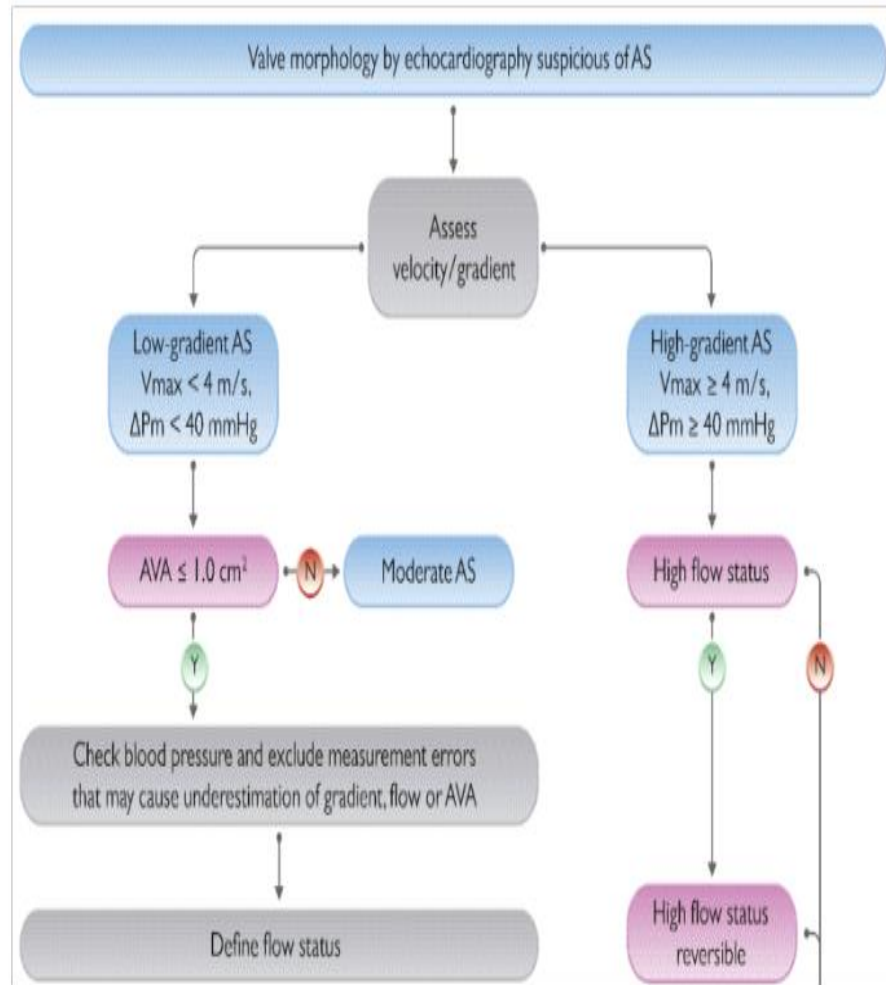 Valve morphology by echocardiography suspicious of AS
Assess
velocity/gradient
Low-gradient AS
Vmax < 4 m/s,
ΔPm < 40 mmHg
High-gradient AS
Vmax ≥ 4 m/s,
ΔPm ≥ 40 mmHg
AVA ≤ 1.0 cm²
N
Moderate AS
High flow status
Y
Y
N
Check blood pressure and exclude measurement errors
that may cause underestimation of gradient, flow or AVA
Define flow status
High flow status
reversible